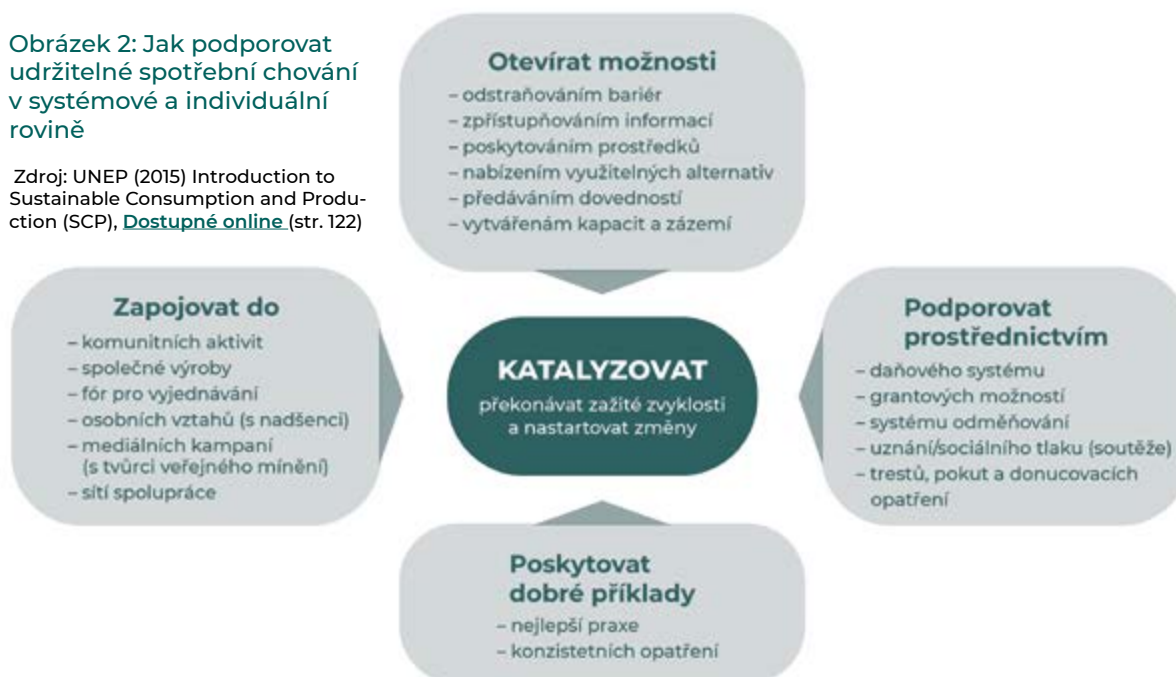 Obrázek 2: Jak podporovat
udržitelné spotřební chování
v systémové a individuální
rovině
Zdroj: UNEP (2015) Introduction to
Sustainable Consumption and Produ-
ction (SCP), Dostupné online (str. 122)
Otevírat možnosti
– odstraňováním bariér
– zpřístupňováním informací
– poskytováním prostředků
– nabízením využitelných alternativ
– předáváním dovedností
– vytvářenám kapacit a zázemí
Zapojovat do
– komunitních aktivit
– společné výroby
– fór pro vyjednávání
– osobních vztahů (s nadšenci)
– mediálních kampaní
(s tvůrci veřejného mínění)
– sítí spolupráce
KATALYZOVAT
překonávat zažité zvyklosti
a nastartovat změny
Podporovat
prostřednictvím
– daňového systému
– grantových možností
– systému odměňování
– uznání/sociálního tlaku (soutěže)
– trestů, pokut a donucovacích
opatření
Poskytovat
dobré příklady
– nejlepší praxe
– konzistetních opatření